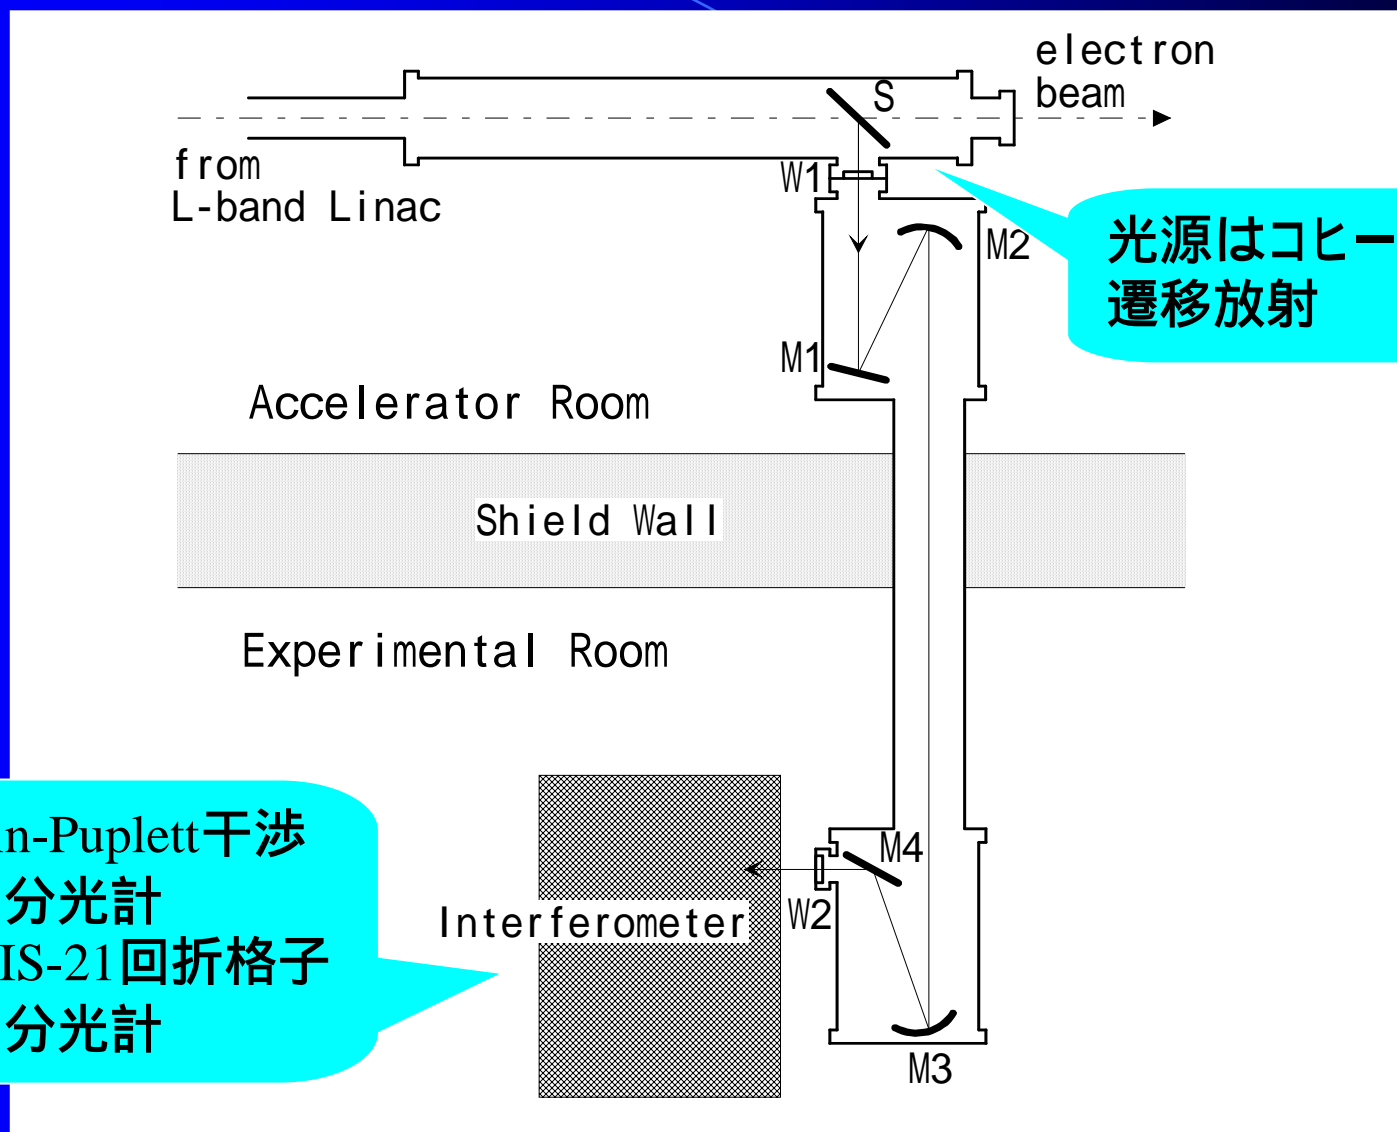 electron
beam
S
from
L-band Linac
W1
M2
光源はコヒー
遷移放射
M1
Accelerator Room
Shield Wall
Experimental Room
in-Puplett干渉
分光計
IS-21回折格子
分光計
M4
W2
Interferometer
M3